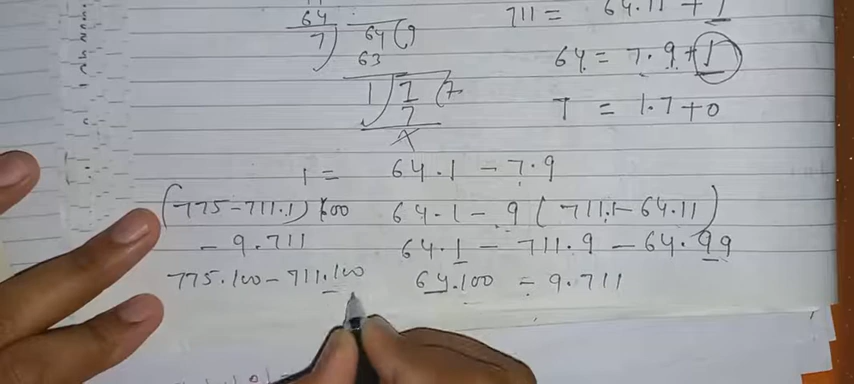 711 = 64.11 + 7
64
7) 64 (9
63
64 = 7.9 + 1
1) 7 (7
7
7 = 1.7 + 0
1 = 64.1 - 7.9
(775 - 711.1) 100 64.1 - 9 (711.1 - 64.11)
- 9.711 64.1 - 711.9 - 64.99
775.100 - 711.100 64.100 - 9.711